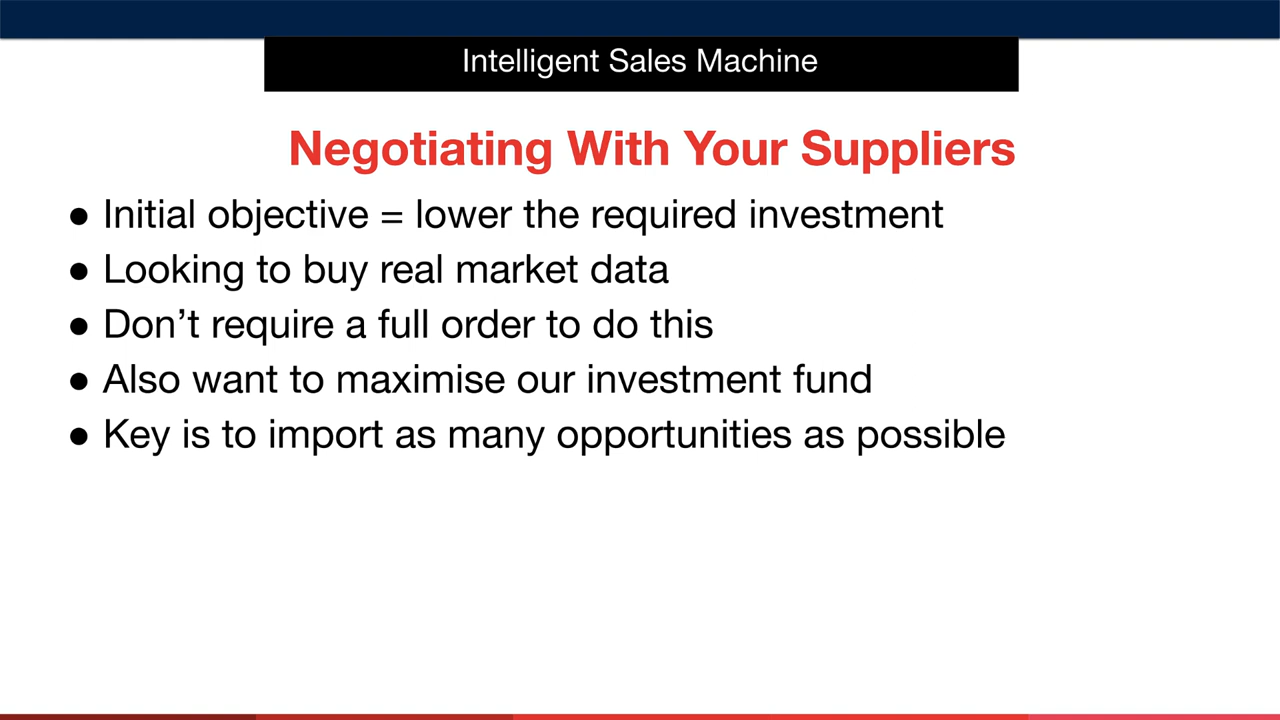 Intelligent Sales Machine
Negotiating With Your Suppliers
● Initial objective = lower the required investment
● Looking to buy real market data
● Don’t require a full order to do this
● Also want to maximise our investment fund
● Key is to import as many opportunities as possible